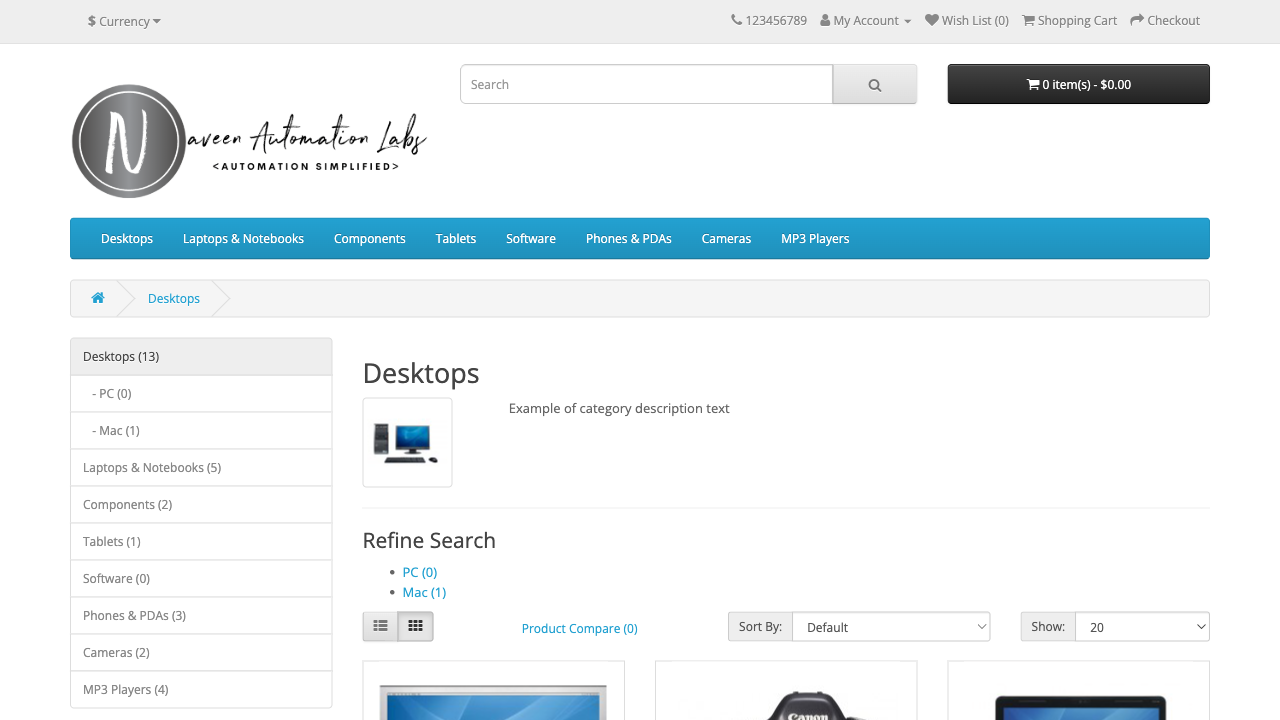 $ Currency
123456789 My Account Wish List (0) Shopping Cart Checkout
Search
0 item(s) - $0.00
N
aveen Automation Labs
<AUTOMATION SIMPLIFIED>
Desktops Laptops & Notebooks Components Tablets Software Phones & PDAs Cameras MP3 Players
Desktops
Desktops (13)
- PC (0)
- Mac (1)
Laptops & Notebooks (5)
Components (2)
Tablets (1)
Software (0)
Phones & PDAs (3)
Cameras (2)
MP3 Players (4)
Desktops
Example of category description text
Refine Search
PC (0)
Mac (1)
Product Compare (0)
Sort By: Default
Show: 20
Canon